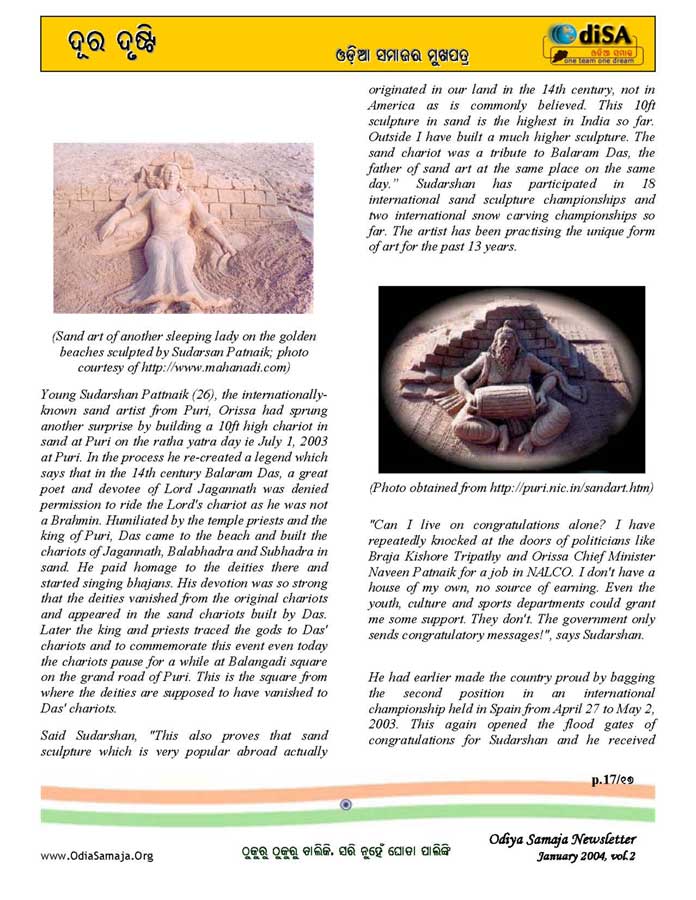 ଦୂର ଦୃଷ୍ଟି
ଓଡ଼ିଆ ସମାଜର ମୁଖପତ୍ର
OdiSA
ଓଡ଼ିଆ ସମାଜ
one team one dream
(Sand art of another sleeping lady on the golden
beaches sculpted by Sudarsan Patnaik; photo
courtesy of http://www.mahanadi.com)
Young Sudarshan Pattnaik (26), the internationally-
known sand artist from Puri, Orissa had sprung
another surprise by building a 10ft high chariot in
sand at Puri on the ratha yatra day ie July 1, 2003
at Puri. In the process he re-created a legend which
says that in the 14th century Balaram Das, a great
poet and devotee of Lord Jagannath was denied
permission to ride the Lord's chariot as he was not
a Brahmin. Humiliated by the temple priests and the
king of Puri, Das came to the beach and built the
chariots of Jagannath, Balabhadra and Subhadra in
sand. He paid homage to the deities there and
started singing bhajans. His devotion was so strong
that the deities vanished from the original chariots
and appeared in the sand chariots built by Das.
Later the king and priests traced the gods to Das'
chariots and to commemorate this event even today
the chariots pause for a while at Balangadi square
on the grand road of Puri. This is the square from
where the deities are supposed to have vanished to
Das' chariots.
Said Sudarshan, "This also proves that sand
sculpture which is very popular abroad actually
originated in our land in the 14th century, not in
America as is commonly believed. This 10ft
sculpture in sand is the highest in India so far.
Outside I have built a much higher sculpture. The
sand chariot was a tribute to Balaram Das, the
father of sand art at the same place on the same
day." Sudarshan has participated in 18
international sand sculpture championships and
two international snow carving championships so
far. The artist has been practising the unique form
of art for the past 13 years.
(Photo obtained from http://puri.nic.in/sandart.htm)
"Can I live on congratulations alone? I have
repeatedly knocked at the doors of politicians like
Braja Kishore Tripathy and Orissa Chief Minister
Naveen Patnaik for a job in NALCO. I don't have a
house of my own, no source of earning. Even the
youth, culture and sports departments could grant
me some support. They don't. The government only
sends congratulatory messages!", says Sudarshan.
He had earlier made the country proud by bagging
the second position in an international
championship held in Spain from April 27 to May 2,
2003. This again opened the flood gates of
congratulations for Sudarshan and he received
p.17/୧୭
www.OdiaSamaja.Org
ଠୁକୁରୁ ଠୁକୁରୁ ଚାଲିକି, ସରି ନୁହେଁ ଘୋଡା ପାଲିଙ୍କି
Odiya Samaja Newsletter
January 2004, vol.2